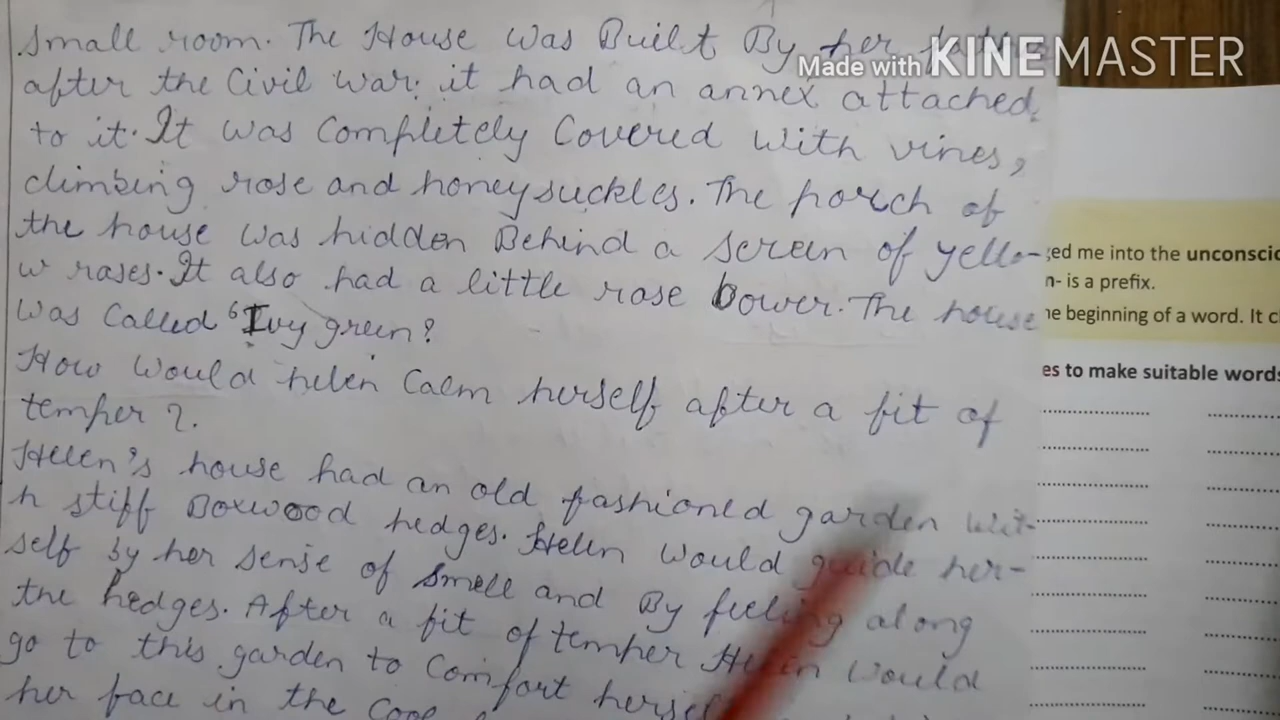 small room. The House was Built By her
Made with KINEMASTER
after the Civil war. it had an annex attached
to it. It was Completely Covered With vines,
climbing rose and honeysuckles. The porch of
the house was hidden Behind a screen of yello-
w rases. It also had a little rose bower. The house
was Called 'Ivy green?
How would helen Calm herself after a fit of
temper ?.
Helen's house had an old fashioned garden wit-
h stiff Boxwood hedges. Helen would guide her-
self by her sense of smell and By feeling along
the hedges. After a fit of temper Helen would
go to this garden to Comfort
her face in the
ged me into the unconscio
n- is a prefix.
he beginning of a word. It c
es to make suitable words